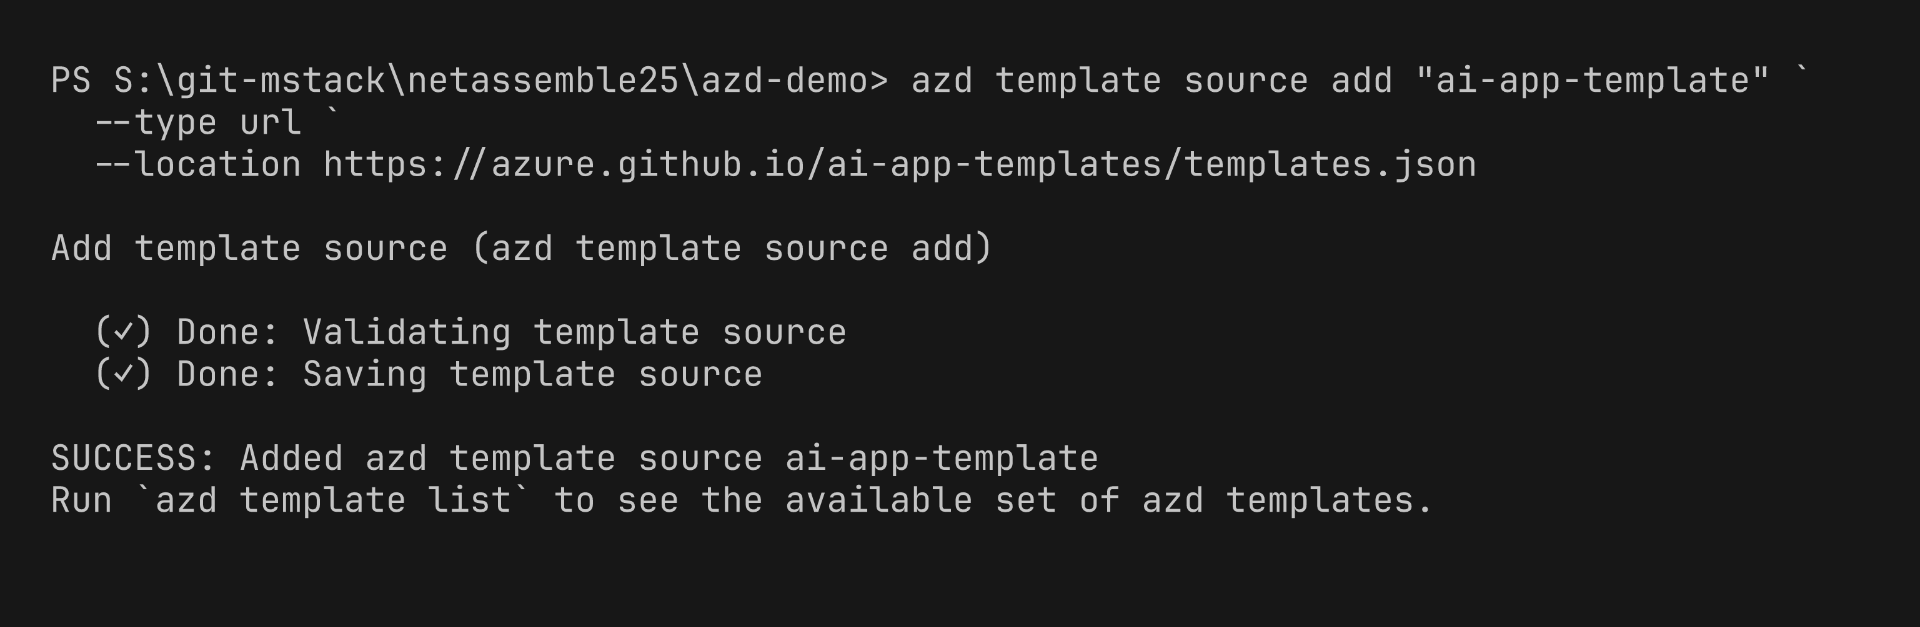 PS S:\git-mstack\netassemble25\azd-demo> azd template source add "ai-app-template" `
--type url `
--location https://azure.github.io/ai-app-templates/templates.json
Add template source (azd template source add)
(✓) Done: Validating template source
(✓) Done: Saving template source
SUCCESS: Added azd template source ai-app-template
Run `azd template list` to see the available set of azd templates.